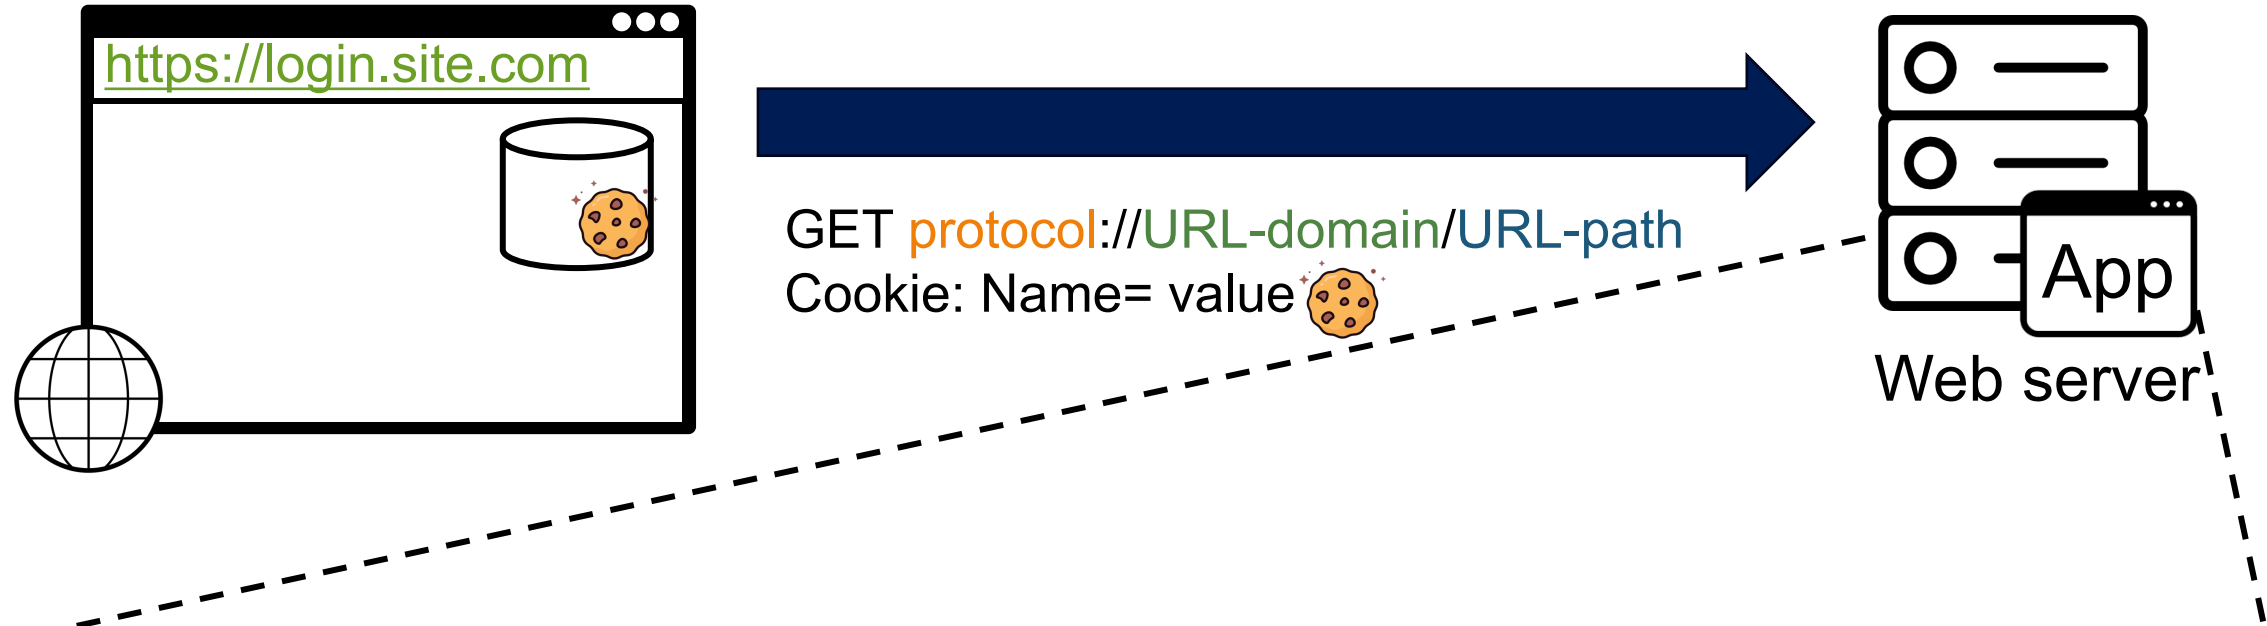 https://login.site.com
GET protocol://URL-domain/URL-path
Cookie: Name= value
App
Web server